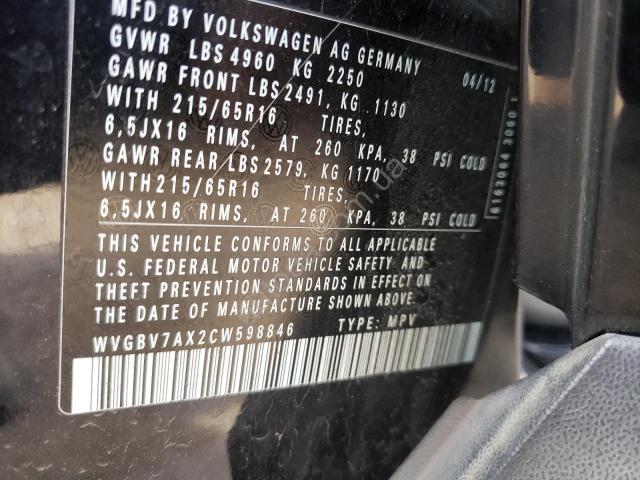 MFD BY VOLKSWAGEN AG GERMANY
GVWR LBS 4960 KG 2250 04/12
GAWR FRONT LBS 2491, KG 1130
WITH 215/65R16 TIRES,
6,5JX16 RIMS, AT 260 KPA, 38 PSI COLD
GAWR REAR LBS 2579, KG 1170
WITH 215/65R16 TIRES,
6,5JX16 RIMS, AT 260 KPA, 38 PSI COLD
THIS VEHICLE CONFORMS TO ALL APPLICABLE
U.S. FEDERAL MOTOR VEHICLE SAFETY AND
THEFT PREVENTION STANDARDS IN EFFECT ON
THE DATE OF MANUFACTURE SHOWN ABOVE.
WVGBV7AX2CW598846 TYPE: MPV